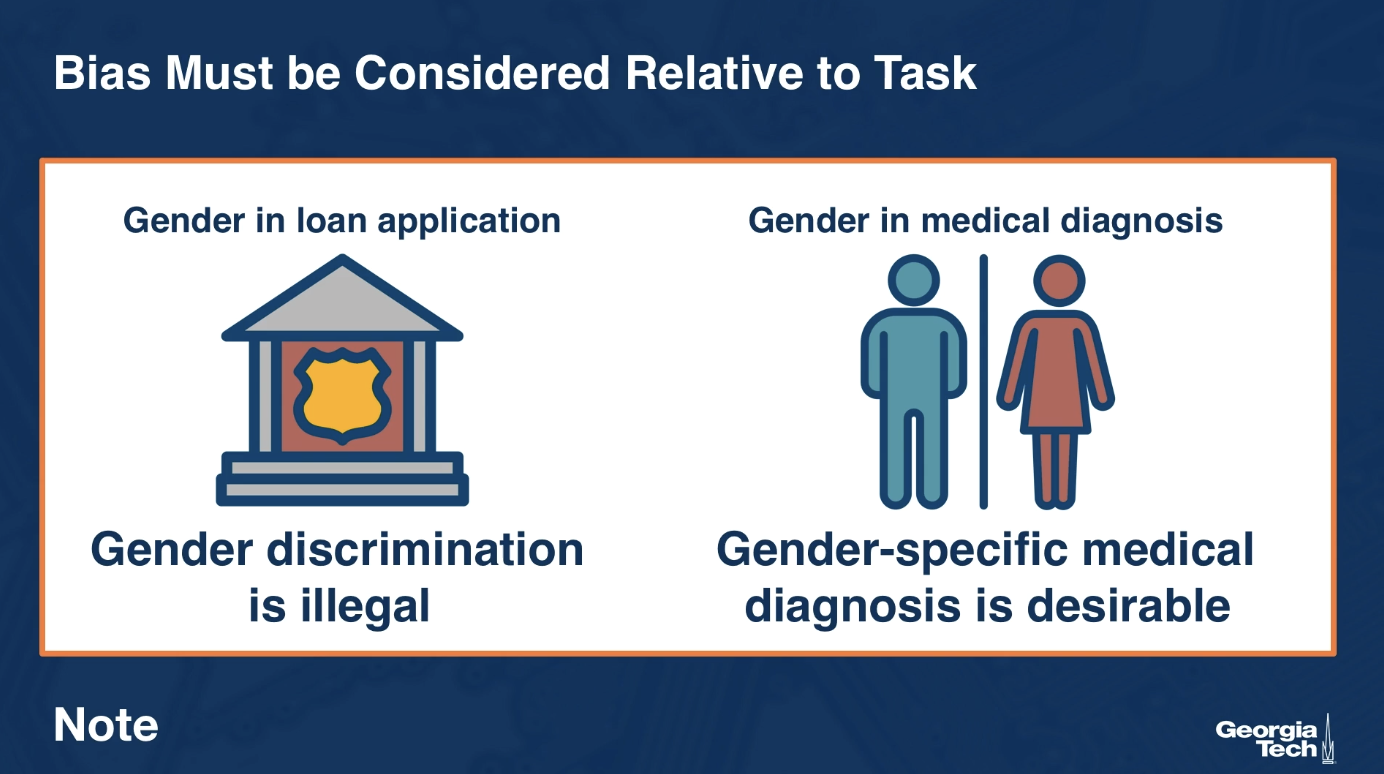 Bias Must be Considered Relative to Task
Gender in loan application
Gender discrimination
is illegal
Gender in medical diagnosis
Gender-specific medical
diagnosis is desirable
Note
Georgia
Tech